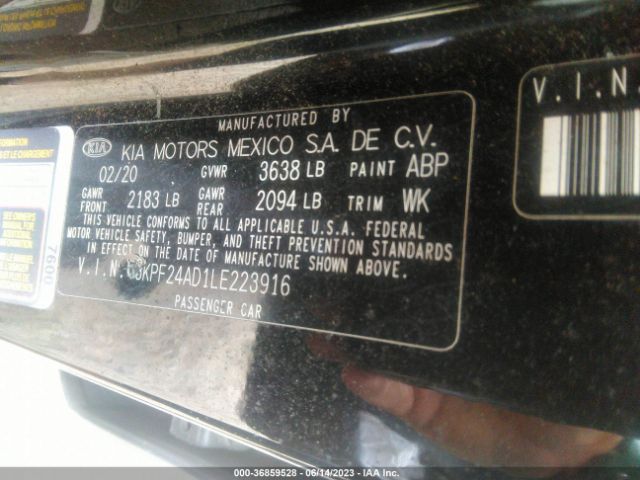 MANUFACTURED BY
KIA KIA MOTORS MEXICO S.A. DE C.V.
02/20 GVWR 3638 LB PAINT ABP
GAWR FRONT 2183 LB GAWR REAR 2094 LB TRIM WK
THIS VEHICLE CONFORMS TO ALL APPLICABLE U.S.A. FEDERAL
MOTOR VEHICLE SAFETY, BUMPER, AND THEFT PREVENTION STANDARDS
IN EFFECT ON THE DATE OF MANUFACTURE SHOWN ABOVE.
V.I.N. 3KPF24AD1LE223916
PASSENGER CAR
V.I.N.
7600
000-36859528 - 06/14/2023 - IAA Inc.